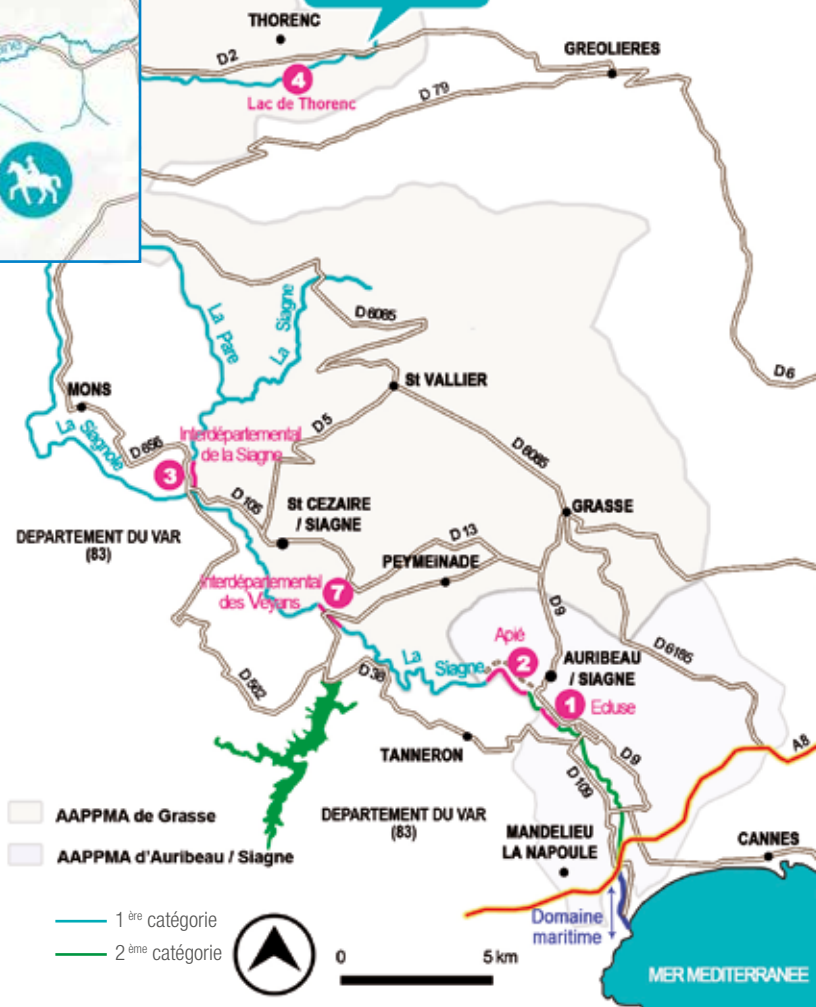 THORENC
D2
GREOLIERES
4
Lac de Thorenc
D 79
D 6085
La Pare
La Siagne
D6
MONS
St VALLIER
La Siagnole
D 656
D5
Interdépartemental
de la Siagne
D 6085
3
D 105
St CEZAIRE
/ SIAGNE
GRASSE
DEPARTEMENT DU VAR
(83)
D 13
PEYMEiNADE
Interdépartemental
des Veyans
7
D9
Apié
2
La Siagne
D 6185
AURIBEAU
/ SIAGNE
D 562
D 38
1
Ecluse
TANNERON
D9
A8
D 109
AAPPMA de Grasse
DEPARTEMENT DU VAR
(83)
MANDELIEU
LA NAPOULE
CANNES
AAPPMA d'Auribeau / Siagne
1 ère catégorie
2 ème catégorie
Domaine
maritime
0
5 km
MER MEDITERRANEE